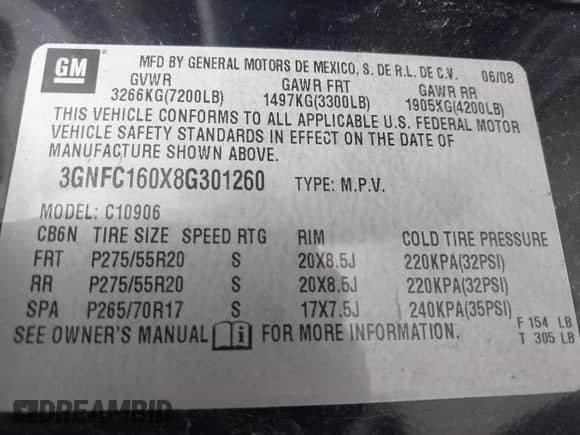 GM
MFD BY GENERAL MOTORS DE MEXICO, S. DE R.L. DE C.V. 06/08
GVWR GAWR FRT GAWR RR
3266KG(7200LB) 1497KG(3300LB) 1905KG(4200LB)
THIS VEHICLE CONFORMS TO ALL APPLICABLE U.S. FEDERAL MOTOR
VEHICLE SAFETY STANDARDS IN EFFECT ON THE DATE OF
MANUFACTURE SHOWN ABOVE.
3GNFC160X8G301260 TYPE: M.P.V.
MODEL: C10906
CB6N TIRE SIZE SPEED RTG RIM COLD TIRE PRESSURE
FRT P275/55R20 S 20X8.5J 220KPA(32PSI)
RR P275/55R20 S 20X8.5J 220KPA(32PSI)
SPA P265/70R17 S 17X7.5J 240KPA(35PSI)
SEE OWNER'S MANUAL i FOR MORE INFORMATION.
F 154 LB
T 305 LB
DREAMBID